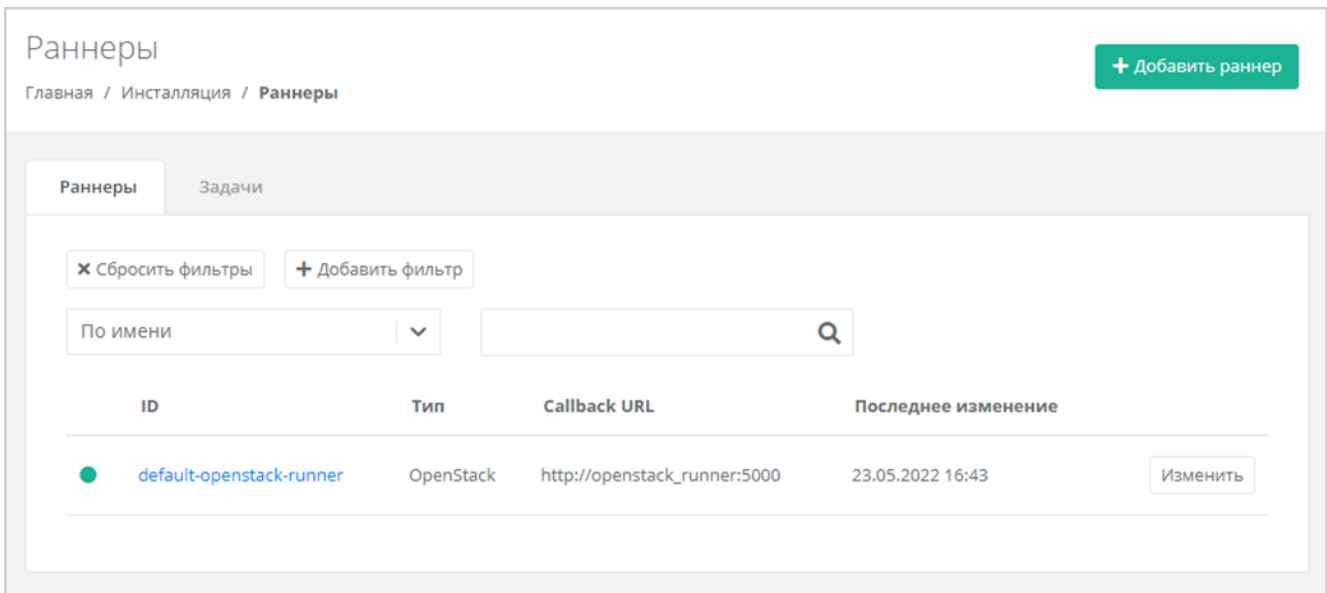 Раннеры
+ Добавить раннер
Главная / Инсталляция / Раннеры
Раннеры Задачи
Сбросить фильтры + Добавить фильтр
По имени
ID Тип Callback URL Последнее изменение
default-openstack-runner OpenStack http://openstack_runner:5000 23.05.2022 16:43 Изменить